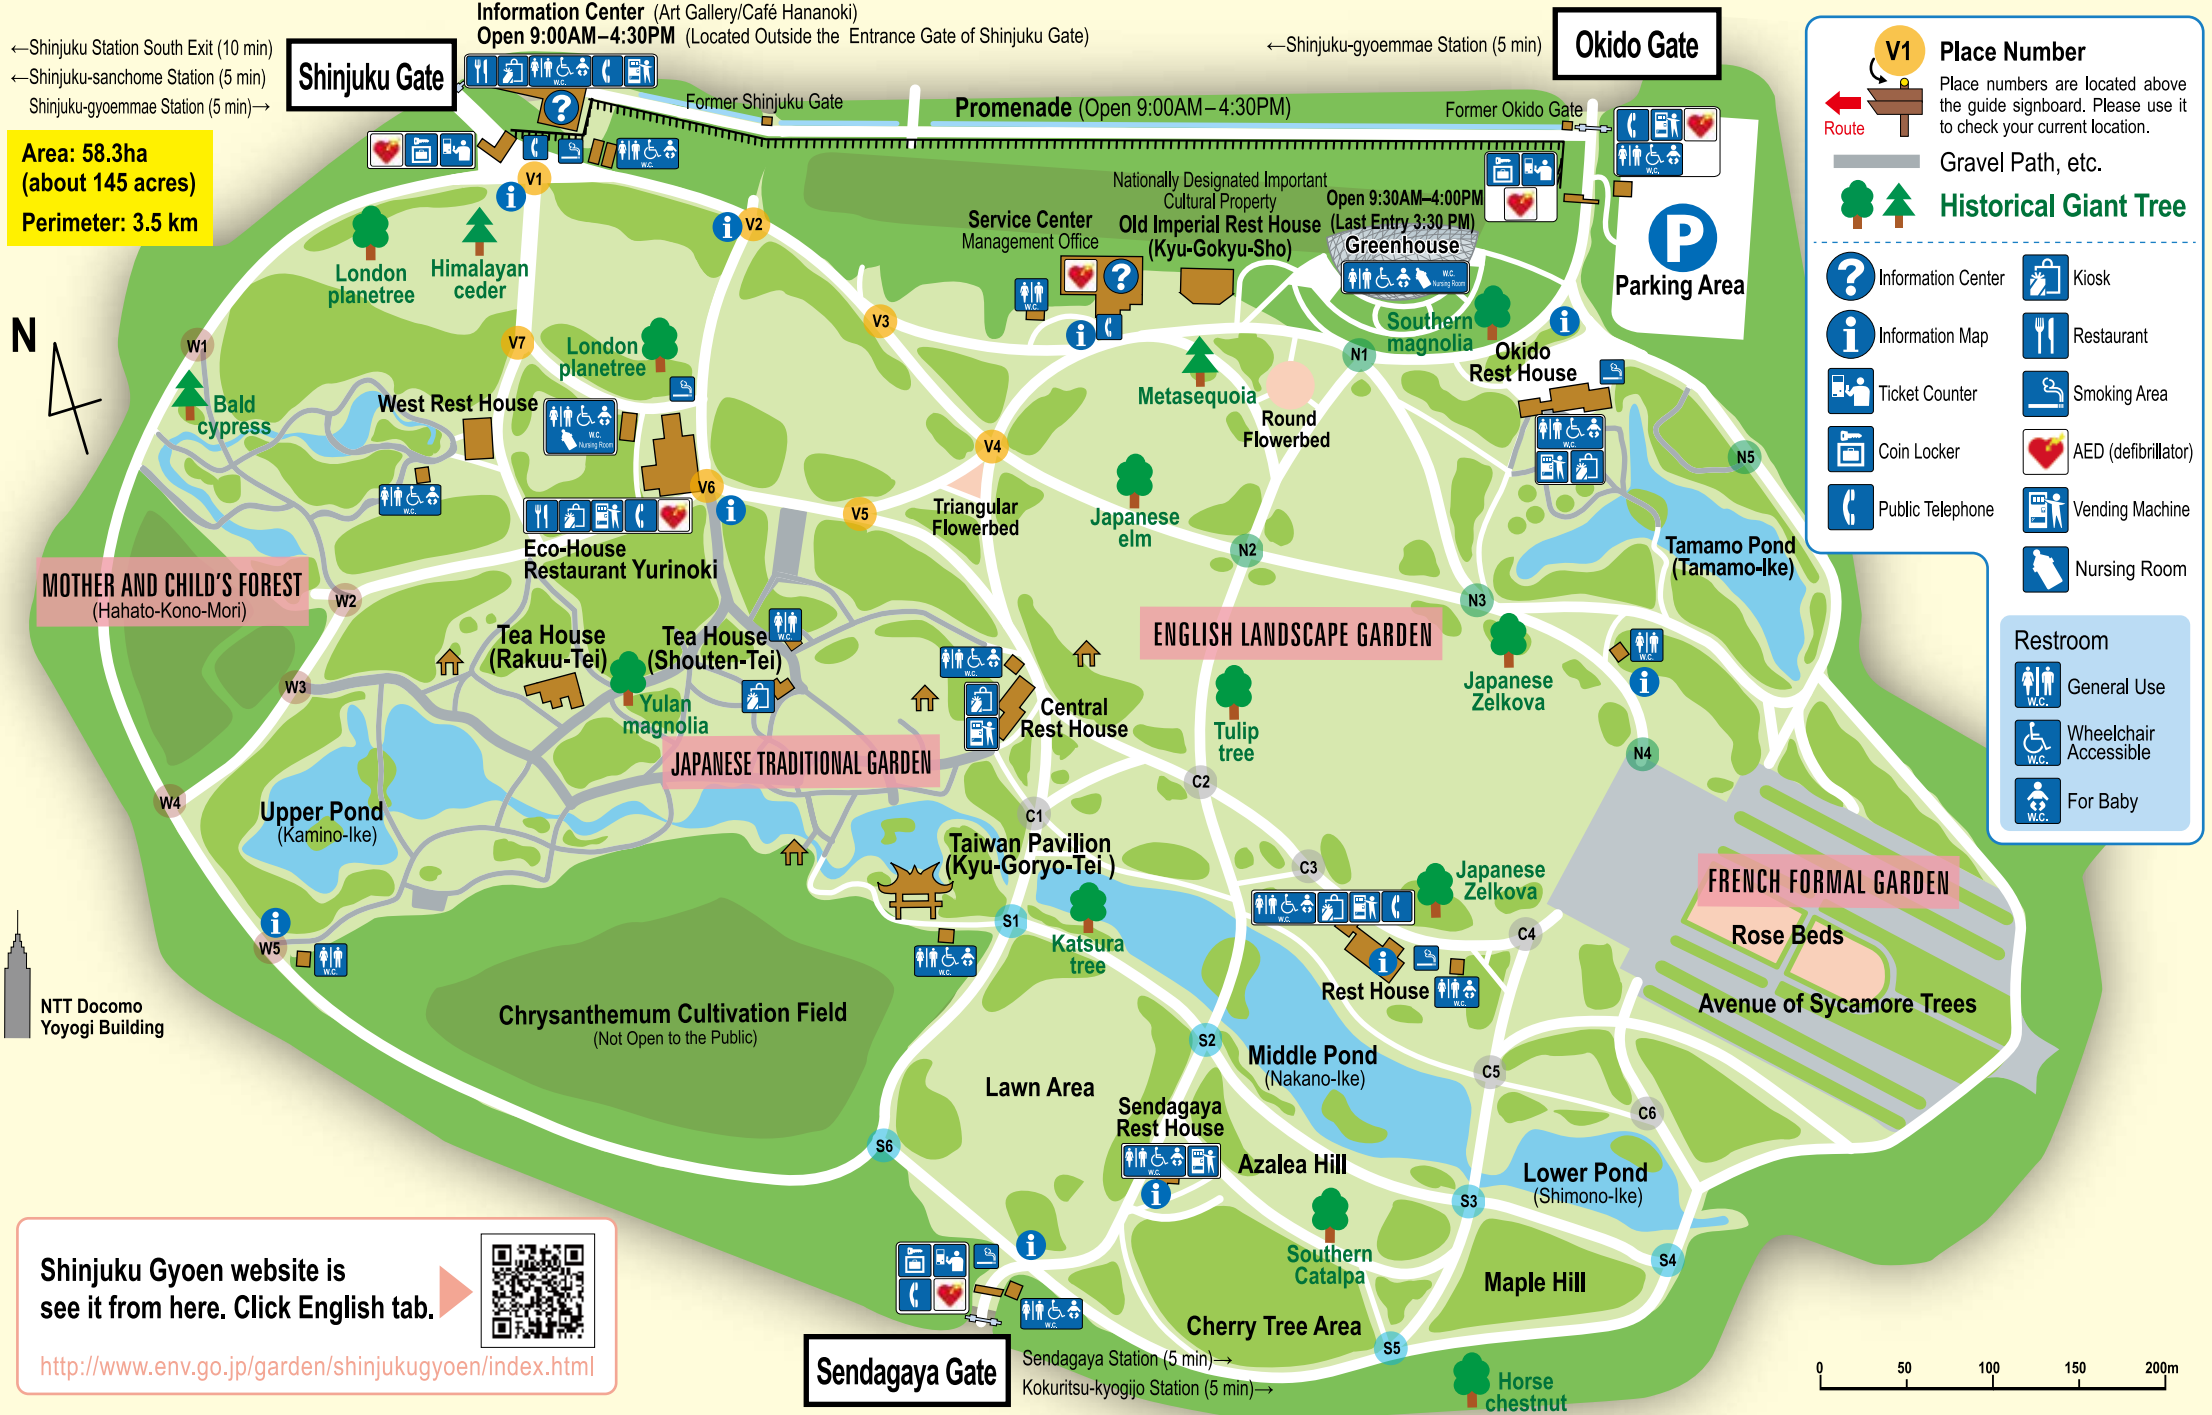 Information Center (Art Gallery/Café Hananoki)
Open 9:00AM–4:30PM (Located Outside the Entrance Gate of Shinjuku Gate)
←Shinjuku Station South Exit (10 min)
←Shinjuku-sanchome Station (5 min)
Shinjuku-gyoemmae Station (5 min)→
Shinjuku Gate
←Shinjuku-gyoemmae Station (5 min)
Okido Gate
Area: 58.3ha
(about 145 acres)
Perimeter: 3.5 km
Former Shinjuku Gate
Promenade (Open 9:00AM–4:30PM)
Former Okido Gate
W.C.
W.C.
W.C.
V1
V2
London
planetree
Himalayan
ceder
Service Center
Management Office
Nationally Designated Important
Cultural Property
Old Imperial Rest House
(Kyu-Gokyu-Sho)
Open 9:30AM–4:00PM
(Last Entry 3:30 PM)
Greenhouse
W.C.
Nursing Room
W.C.
P
Parking Area
N
W1
V7
V3
London
planetree
Southern
magnolia
N1
Okido
Rest House
Bald
cypress
West Rest House
W.C.
Nursing Room
Metasequoia
Round
Flowerbed
W.C.
V4
N5
W.C.
V6
V5
Triangular
Flowerbed
Japanese
elm
Eco-House
Restaurant Yurinoki
N2
Tamamo Pond
(Tamamo-Ike)
MOTHER AND CHILD'S FOREST
(Hahato-Kono-Mori)
W2
N3
Tea House
(Rakuu-Tei)
Tea House
(Shouten-Tei)
W.C.
ENGLISH LANDSCAPE GARDEN
W.C.
W.C.
W3
Yulan
magnolia
Central
Rest House
Tulip
tree
Japanese
Zelkova
N4
JAPANESE TRADITIONAL GARDEN
C2
W4
Upper Pond
(Kamino-Ike)
C1
Taiwan Pavilion
(Kyu-Goryo-Tei )
C3
Japanese
Zelkova
FRENCH FORMAL GARDEN
W.C.
Rose Beds
S1
C4
Katsura
tree
W.C.
W5
W.C.
Rest House
W.C.
Avenue of Sycamore Trees
NTT Docomo
Yoyogi Building
Chrysanthemum Cultivation Field
(Not Open to the Public)
S2
Middle Pond
(Nakano-Ike)
C5
Lawn Area
C6
Sendagaya
Rest House
W.C.
S6
Azalea Hill
Lower Pond
(Shimono-Ike)
S3
Southern
Catalpa
S4
Maple Hill
W.C.
Cherry Tree Area
S5
Sendagaya Gate
Sendagaya Station (5 min)→
Kokuritsu-kyogijo Station (5 min)→
Horse
chestnut
Shinjuku Gyoen website is
see it from here. Click English tab.
http://www.env.go.jp/garden/shinjukugyoen/index.html
0 50 100 150 200m
V1
Place Number
Place numbers are located above
the guide signboard. Please use it
to check your current location.
Route
Gravel Path, etc.
Historical Giant Tree
Information Center
Kiosk
Information Map
Restaurant
Ticket Counter
Smoking Area
Coin Locker
AED (defibrillator)
Public Telephone
Vending Machine
Nursing Room
Restroom
W.C.
General Use
W.C.
Wheelchair
Accessible
W.C.
For Baby